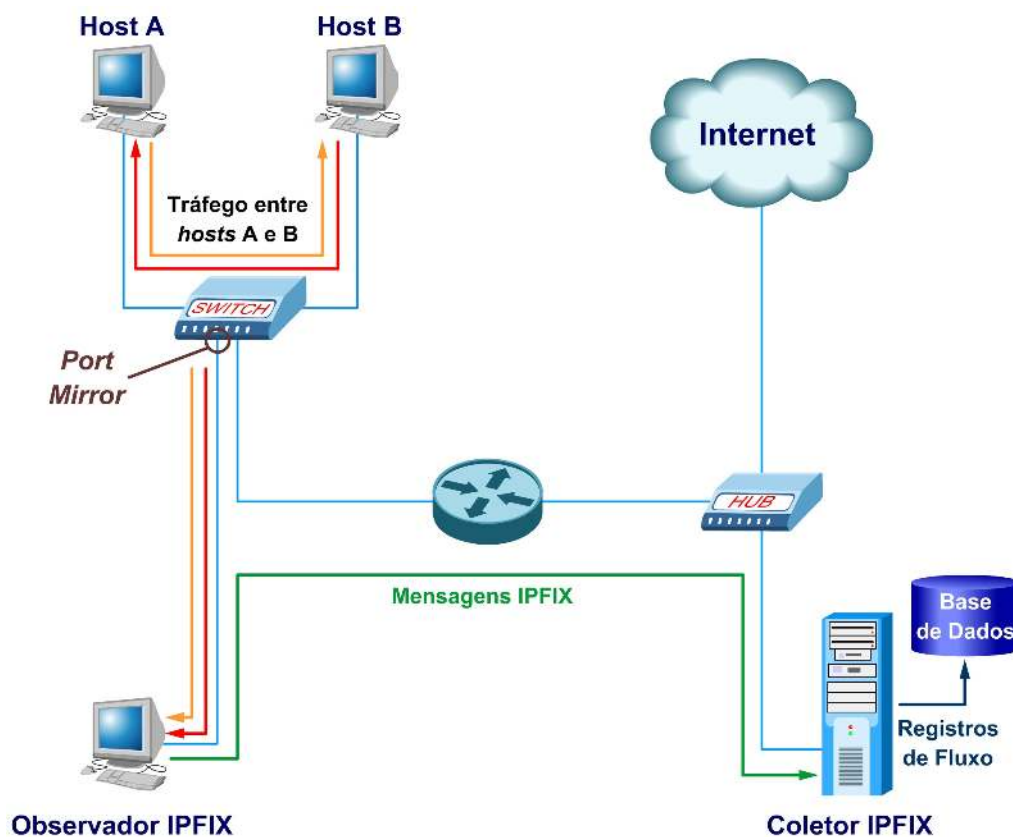 Host A
Host B
Internet
Tráfego entre
hosts A e B
SWITCH
Port
Mirror
HUB
Mensagens IPFIX
Base
de Dados
Registros
de Fluxo
Observador IPFIX
Coletor IPFIX